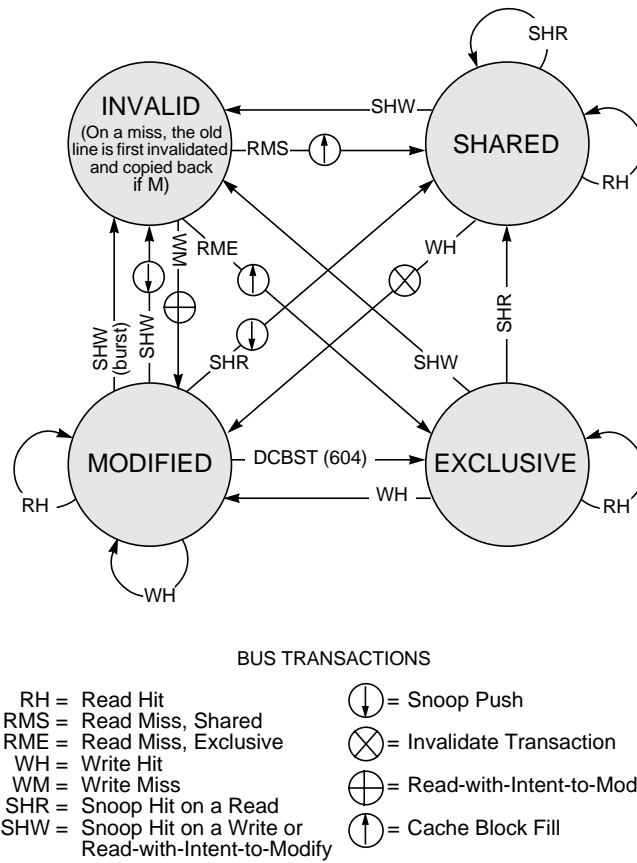 SHR
INVALID
(On a miss, the old
line is first invalidated
and copied back
if M)
SHW
RMS
SHARED
RH
WM
RME
WH
SHW
(burst)
SHW
SHR
SHW
SHR
MODIFIED
DCBST (604)
EXCLUSIVE
WH
RH
RH
WH
BUS TRANSACTIONS
RH = Read Hit
RMS = Read Miss, Shared
RME = Read Miss, Exclusive
WH = Write Hit
WM = Write Miss
SHR = Snoop Hit on a Read
SHW = Snoop Hit on a Write or
Read-with-Intent-to-Modify
= Snoop Push
= Invalidate Transaction
= Read-with-Intent-to-Mod
= Cache Block Fill